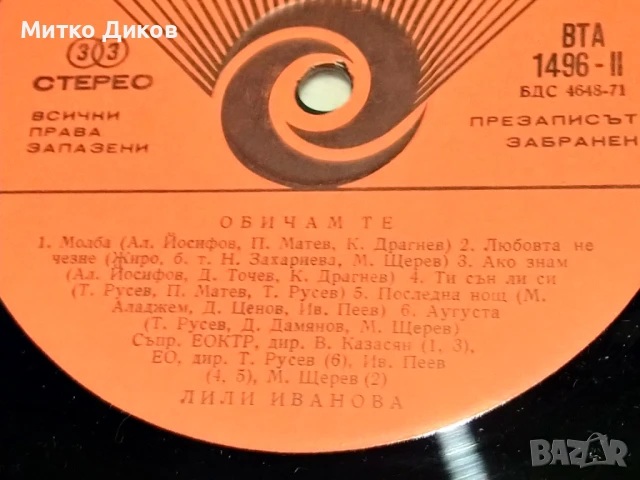 Митко Диков
33
СТЕРЕО
ВСИЧКИ
ПРАВА
ЗАПАЗЕНИ
ВТА
1496-II
БДС 4648-71
ПРЕЗАПИСЪТ
ЗАБРАНЕН
ОБИЧАМ ТЕ
1. Молба (Ал. Йосифов, П. Матев, К. Драгнев) 2. Любовта не
чезне (Жиро, б. т. Н. Захариева, М. Щерев) 3. Ако знам
(Ал. Йосифов, Д. Точев, К. Драгнев) 4. Ти сън ли си
(Т. Русев, П. Матев, Т. Русев) 5. Последна нощ (М.
Аладжем, Д. Ценов, Ив. Пеев) 6. Аугуста
(Т. Русев, Д. Дамянов, М. Щерев)
Съпр. ЕОКТР, дир. В. Казасян (1, 3),
ЕО, дир. Т. Русев (6), Ив. Пеев
(4, 5), М. Щерев (2)
ЛИЛИ ИВАНОВА
BAZAR